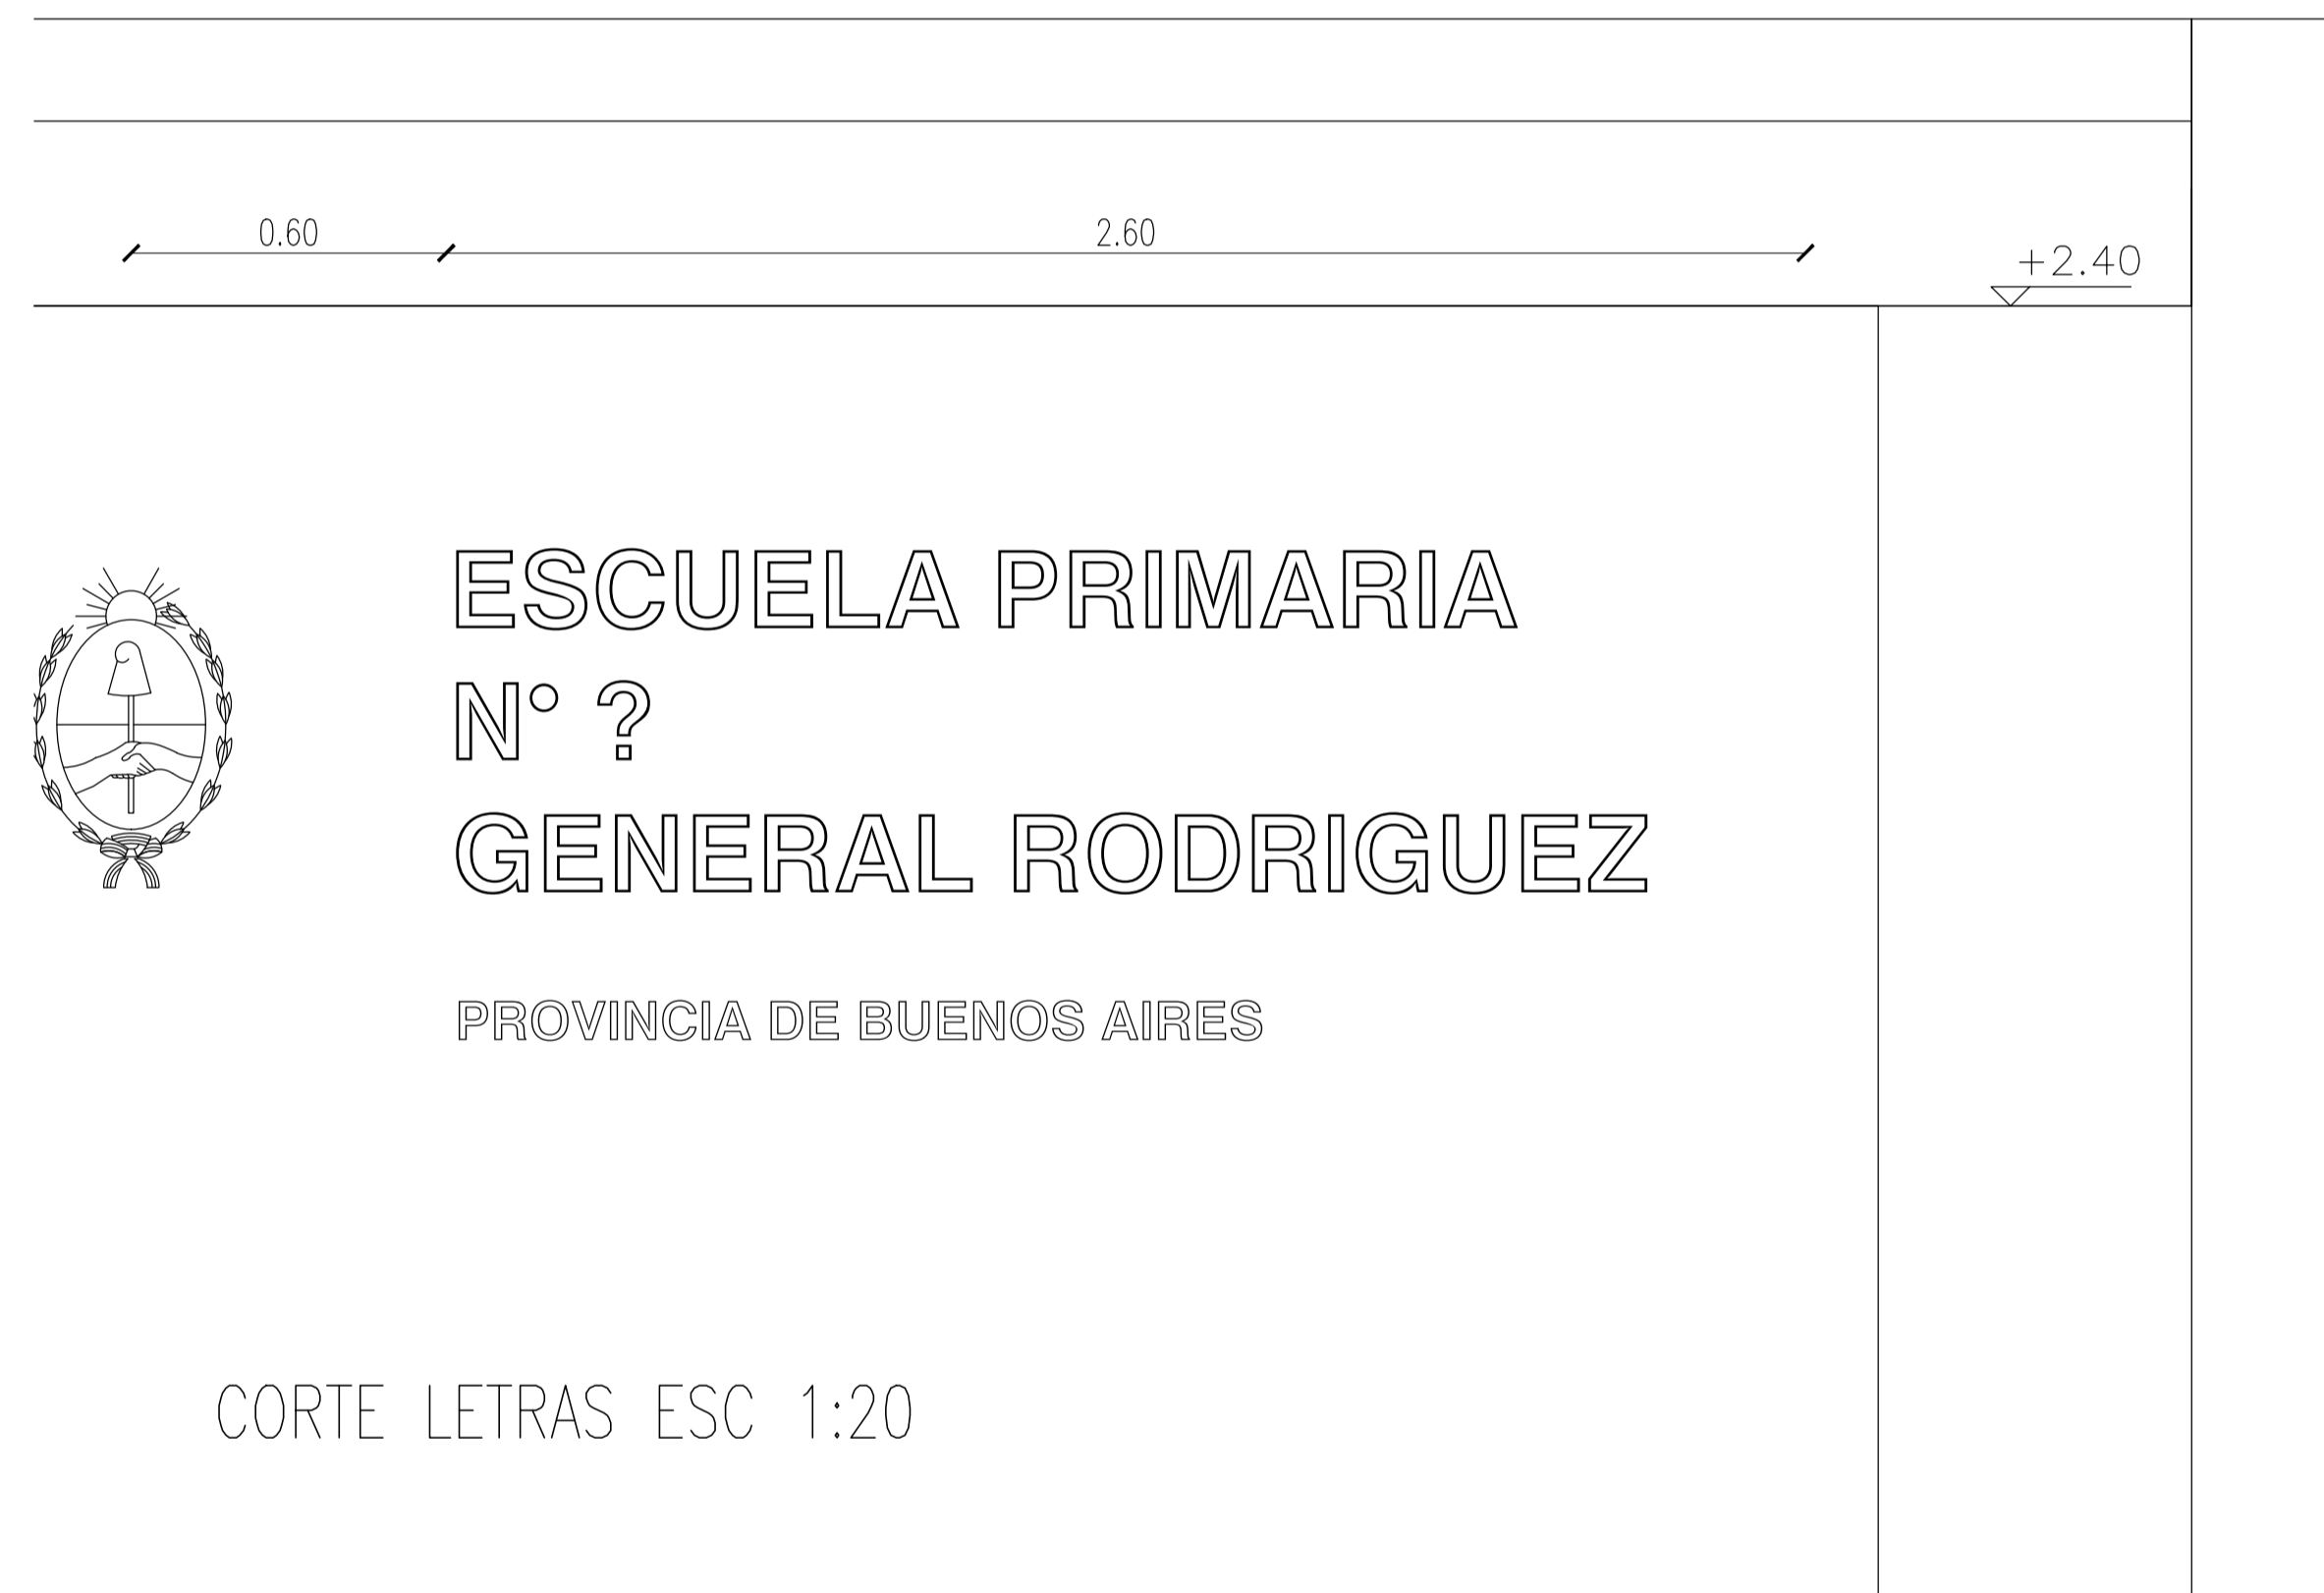 0.60 2.60
+2.40
ESCUELA PRIMARIA
N° ?
GENERAL RODRIGUEZ
PROVINCIA DE BUENOS AIRES
CORTE LETRAS ESC 1:20